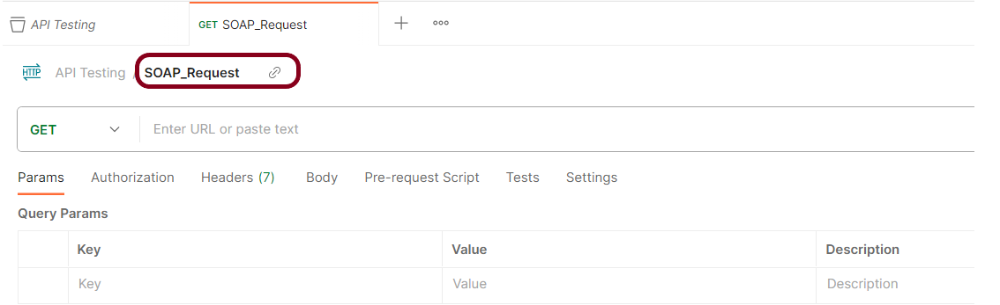 API Testing GET SOAP_Request
HTTP API Testing / SOAP_Request
GET Enter URL or paste text
Params Authorization Headers (7) Body Pre-request Script Tests Settings
Query Params
Key Value Description
Key Value Description